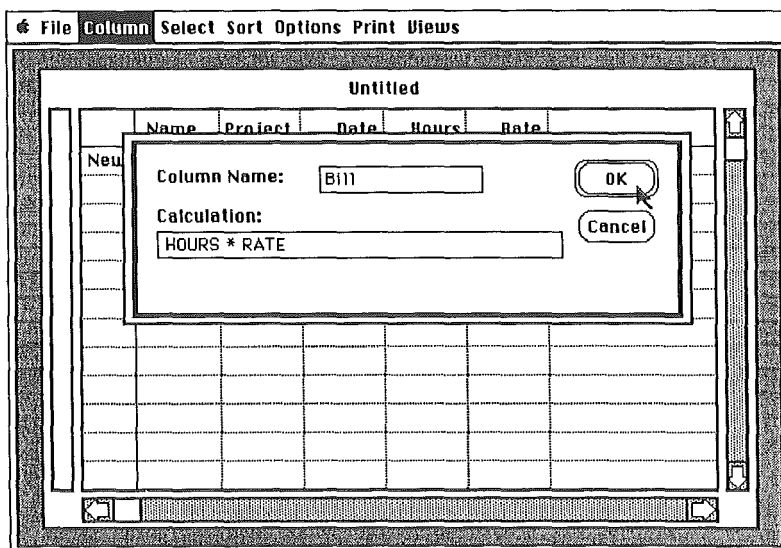 File Column Select Sort Options Print Views
Untitled
Name Project Date Hours Rate
New
Column Name: Bill OK
Calculation: Cancel
HOURS * RATE